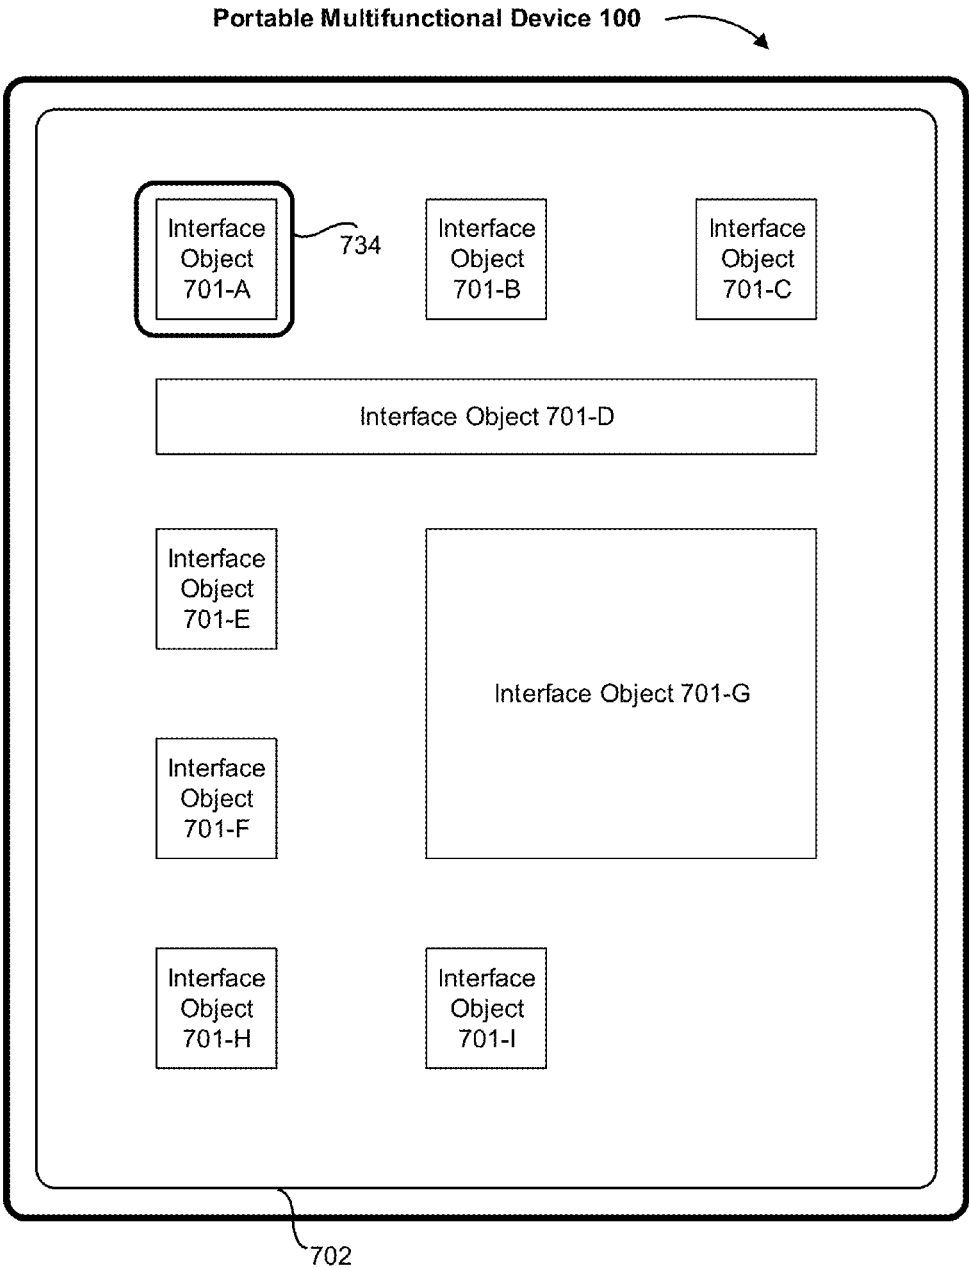 Portable Multifunctional Device 100
Interface
Object
701-A
734
Interface
Object
701-B
Interface
Object
701-C
Interface Object 701-D
Interface
Object
701-E
Interface Object 701-G
Interface
Object
701-F
Interface
Object
701-H
Interface
Object
701-I
702